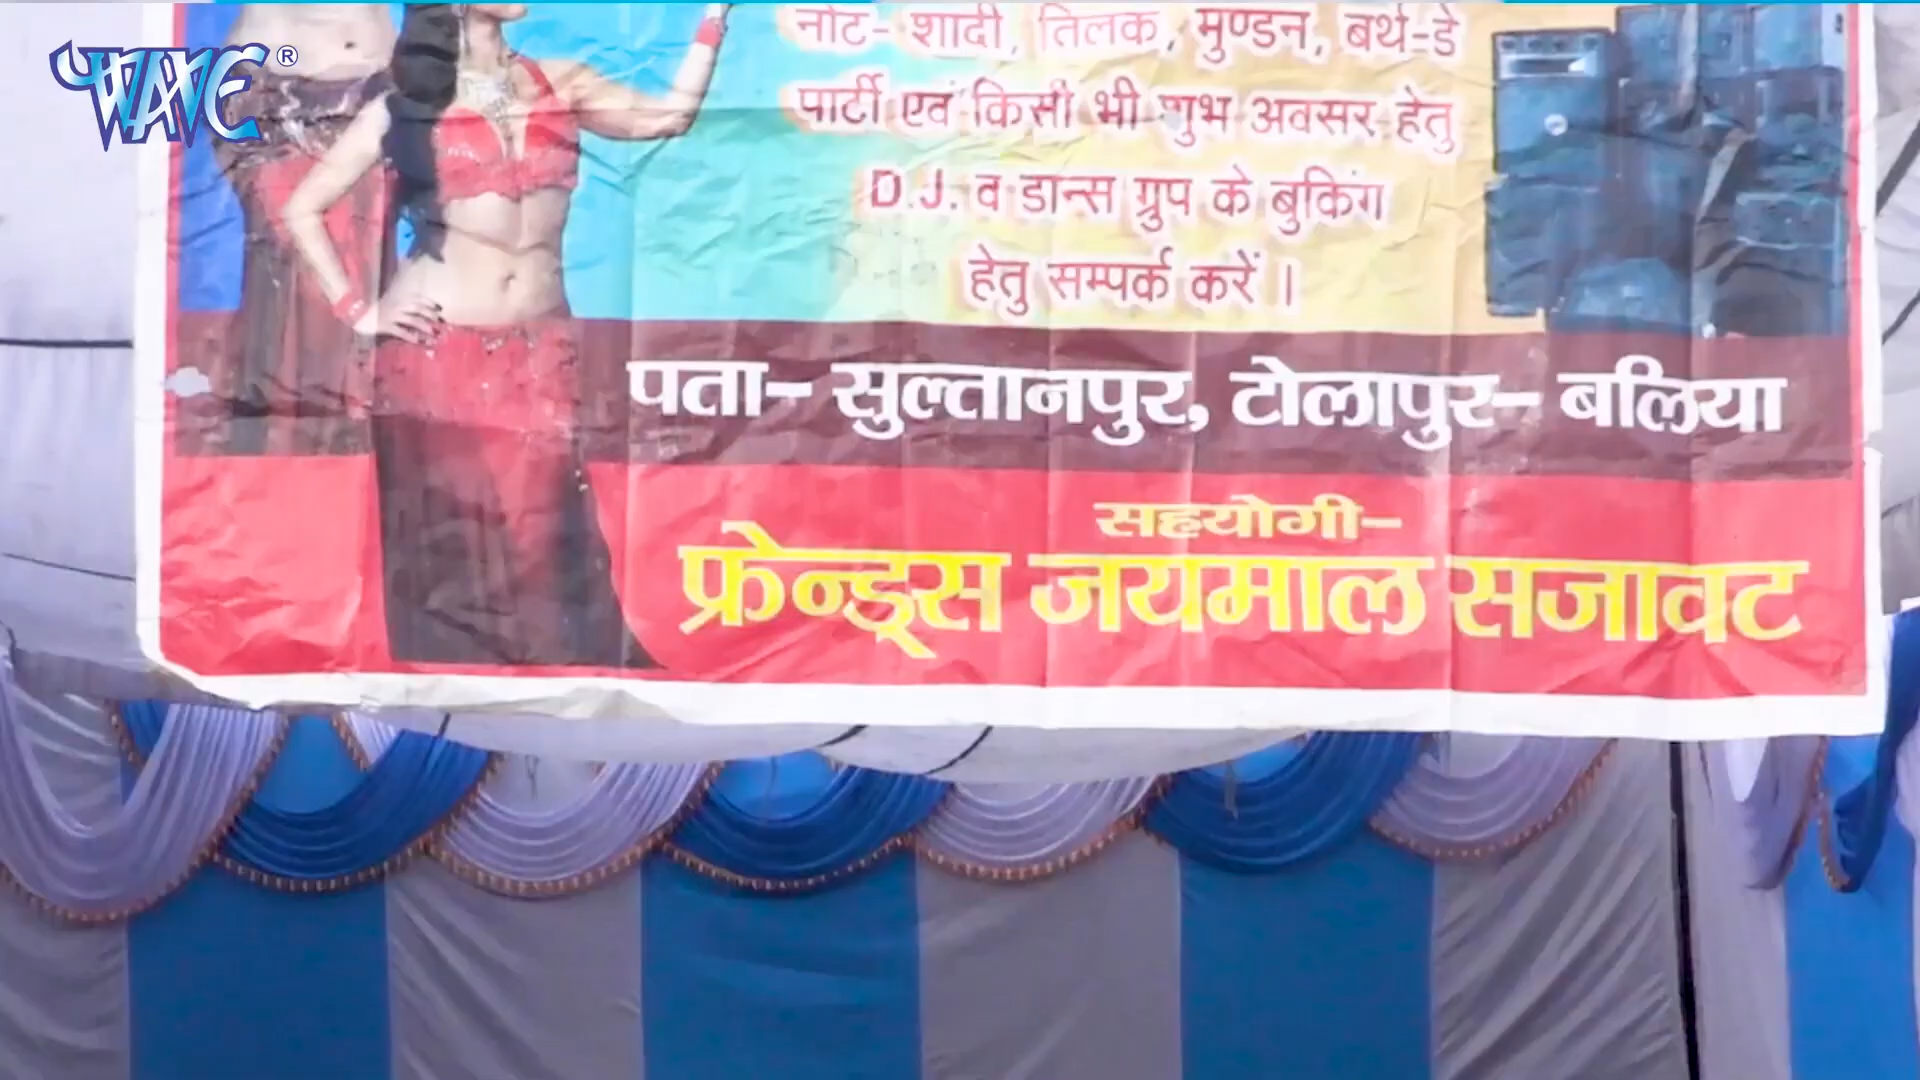 WAVE ®
नोट- शादी, तिलक, मुण्डन, बर्थ-डे
पार्टी एवं किसी भी शुभ अवसर हेतु
D.J. व डान्स ग्रुप के बुकिंग
हेतु सम्पर्क करें ।
पता- सुल्तानपुर, टोलापुर- बलिया
सहयोगी-
फ्रेन्ड्स जयमाल सजावट